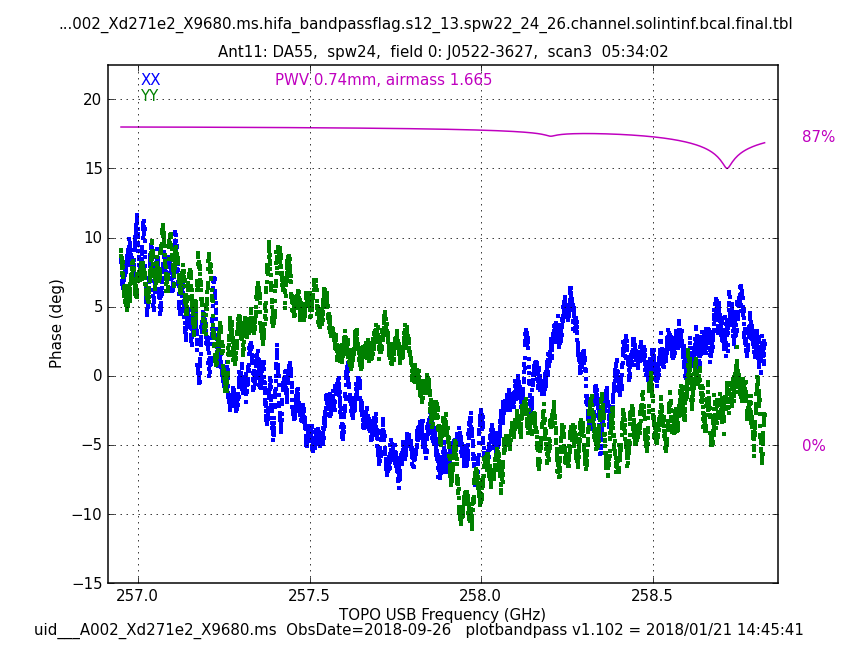 ...002_Xd271e2_X9680.ms.hifa_bandpassflag.s12_13.spw22_24_26.channel.solintinf.bcal.final.tbl
Ant11: DA55,  spw24,  field 0: J0522-3627,  scan3  05:34:02
XX
PWV 0.74mm, airmass 1.665
YY
20
15
10
5
0
−5
−10
−15
87%
0%
Phase (deg)
257.0
257.5
258.0
258.5
TOPO USB Frequency (GHz)
uid___A002_Xd271e2_X9680.ms  ObsDate=2018-09-26   plotbandpass v1.102 = 2018/01/21 14:45:41